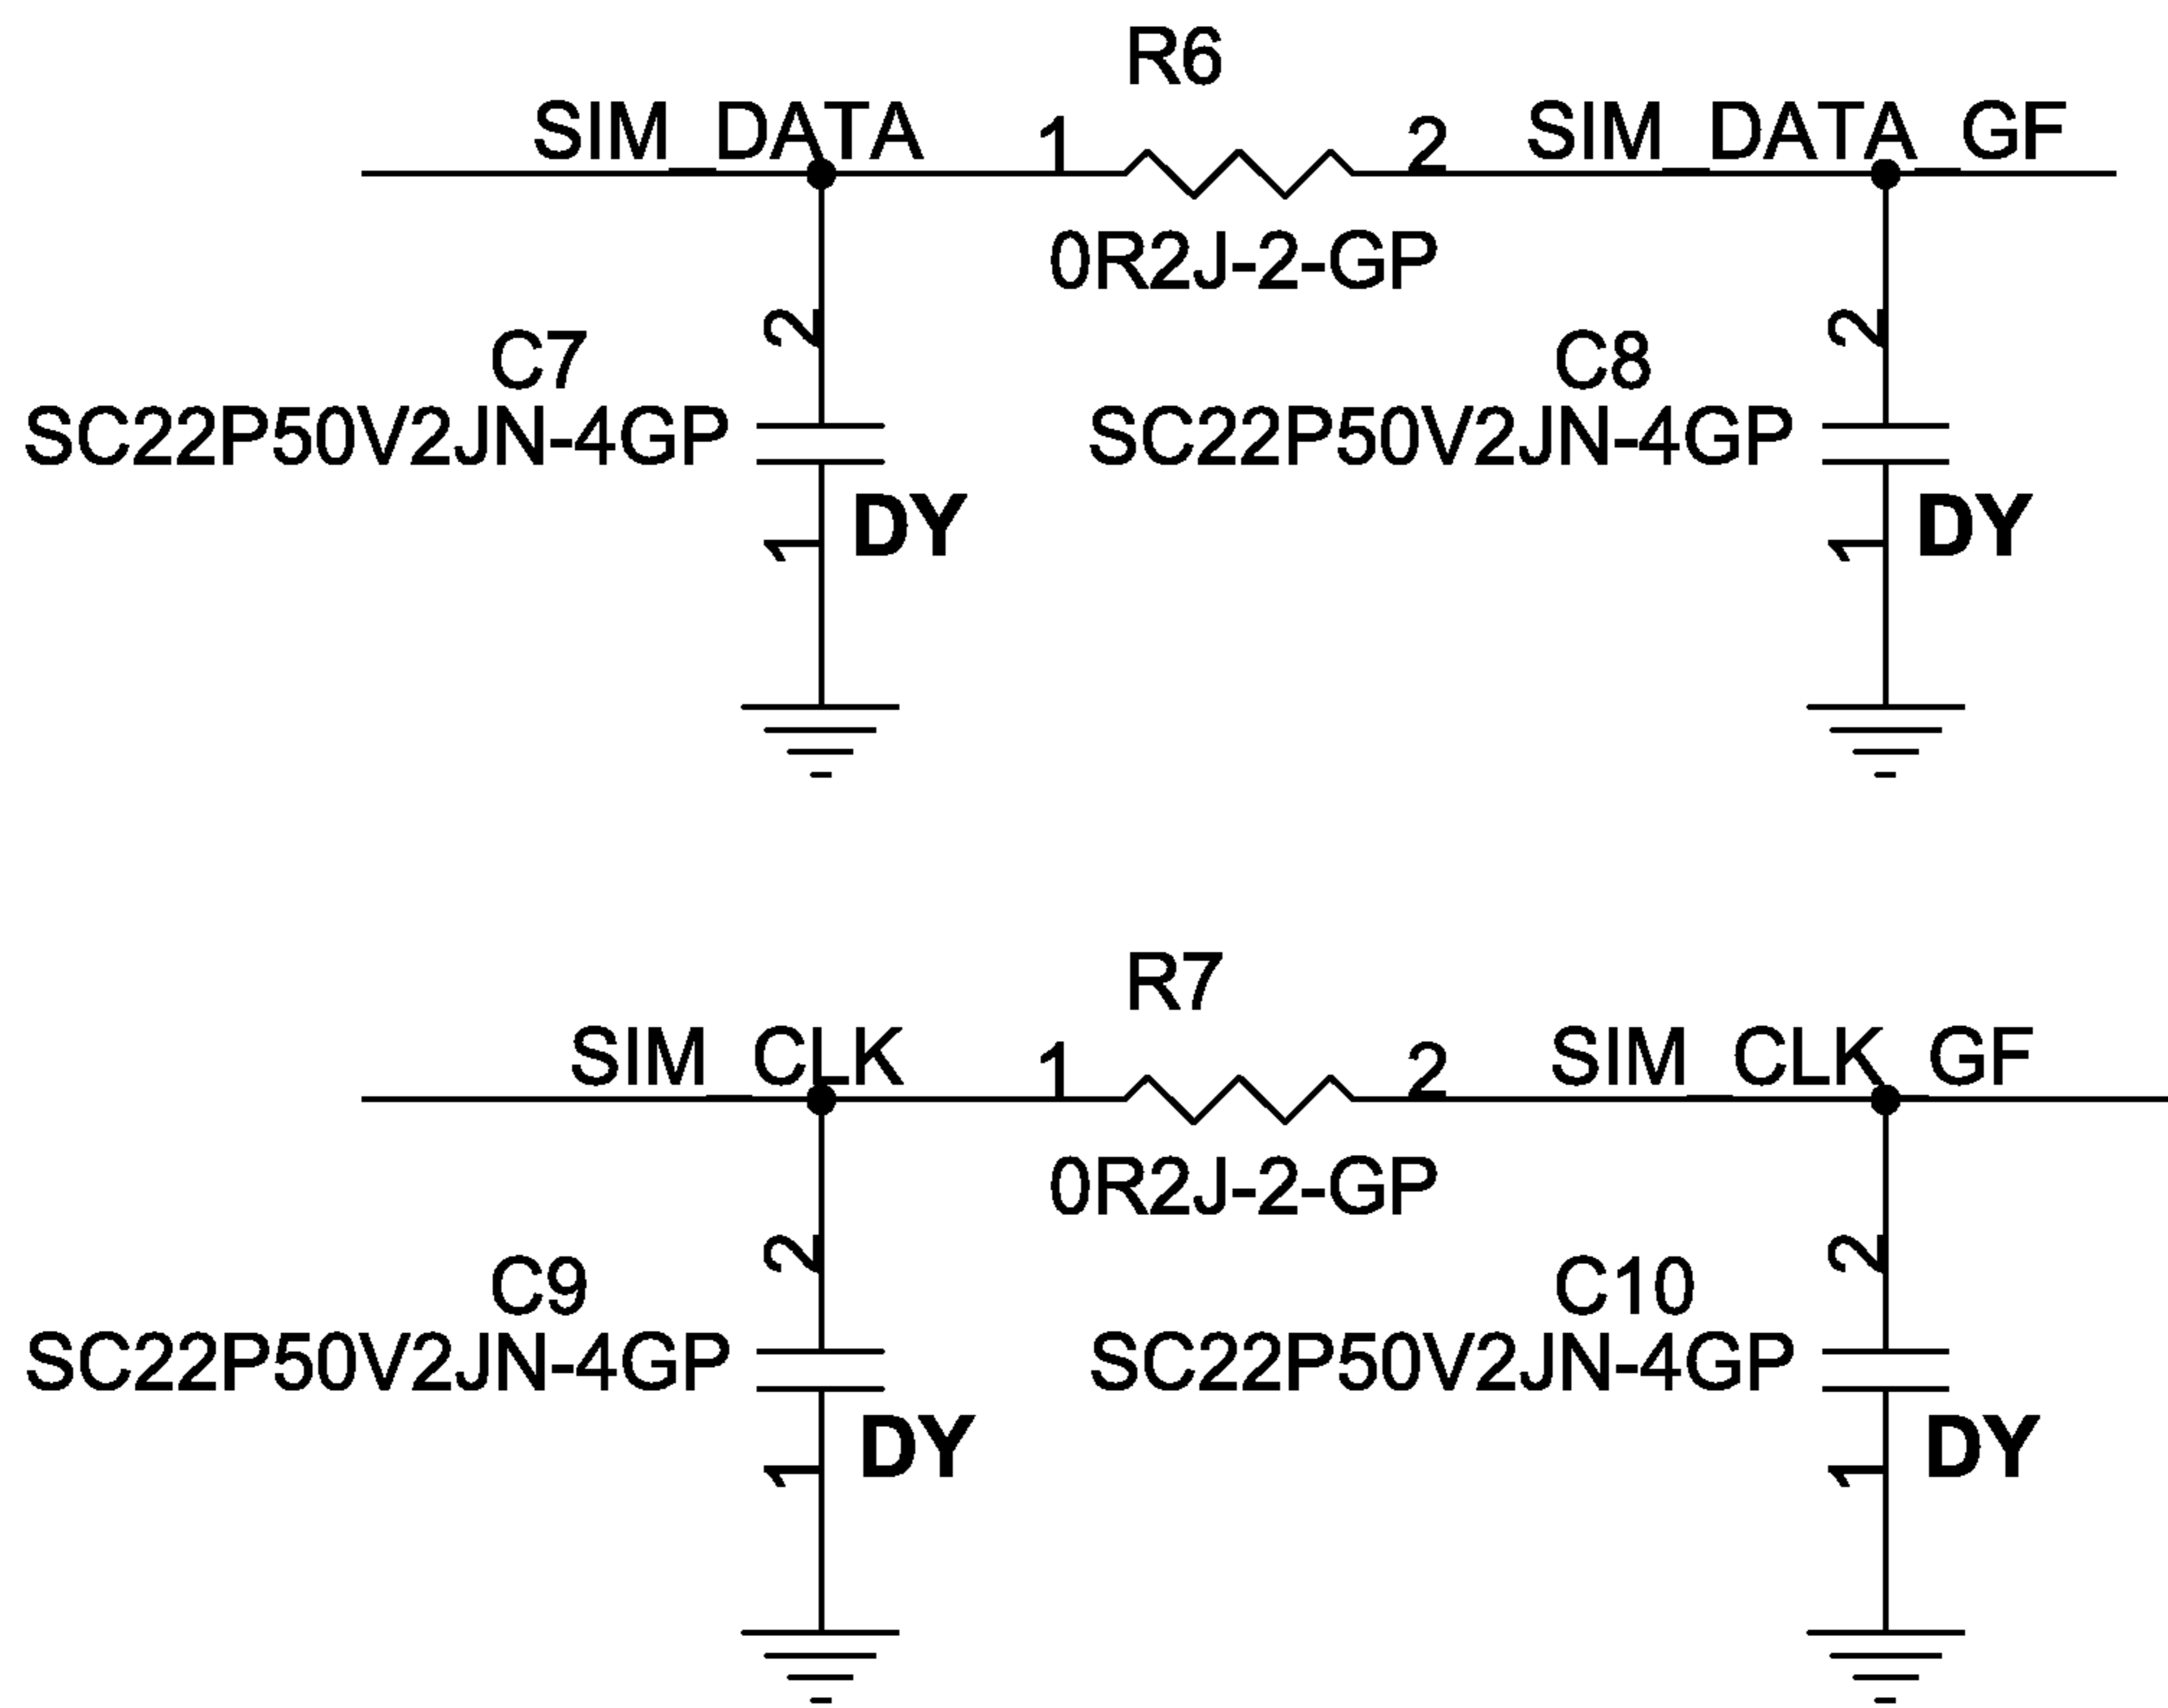 R6
SIM_DATA 1 2 SIM_DATA_GF
0R2J-2-GP
2 2
C7 C8
SC22P50V2JN-4GP SC22P50V2JN-4GP
DY DY
1 1
R7
SIM_CLK 1 2 SIM_CLK_GF
0R2J-2-GP
2 2
C9 C10
SC22P50V2JN-4GP SC22P50V2JN-4GP
DY DY
1 1